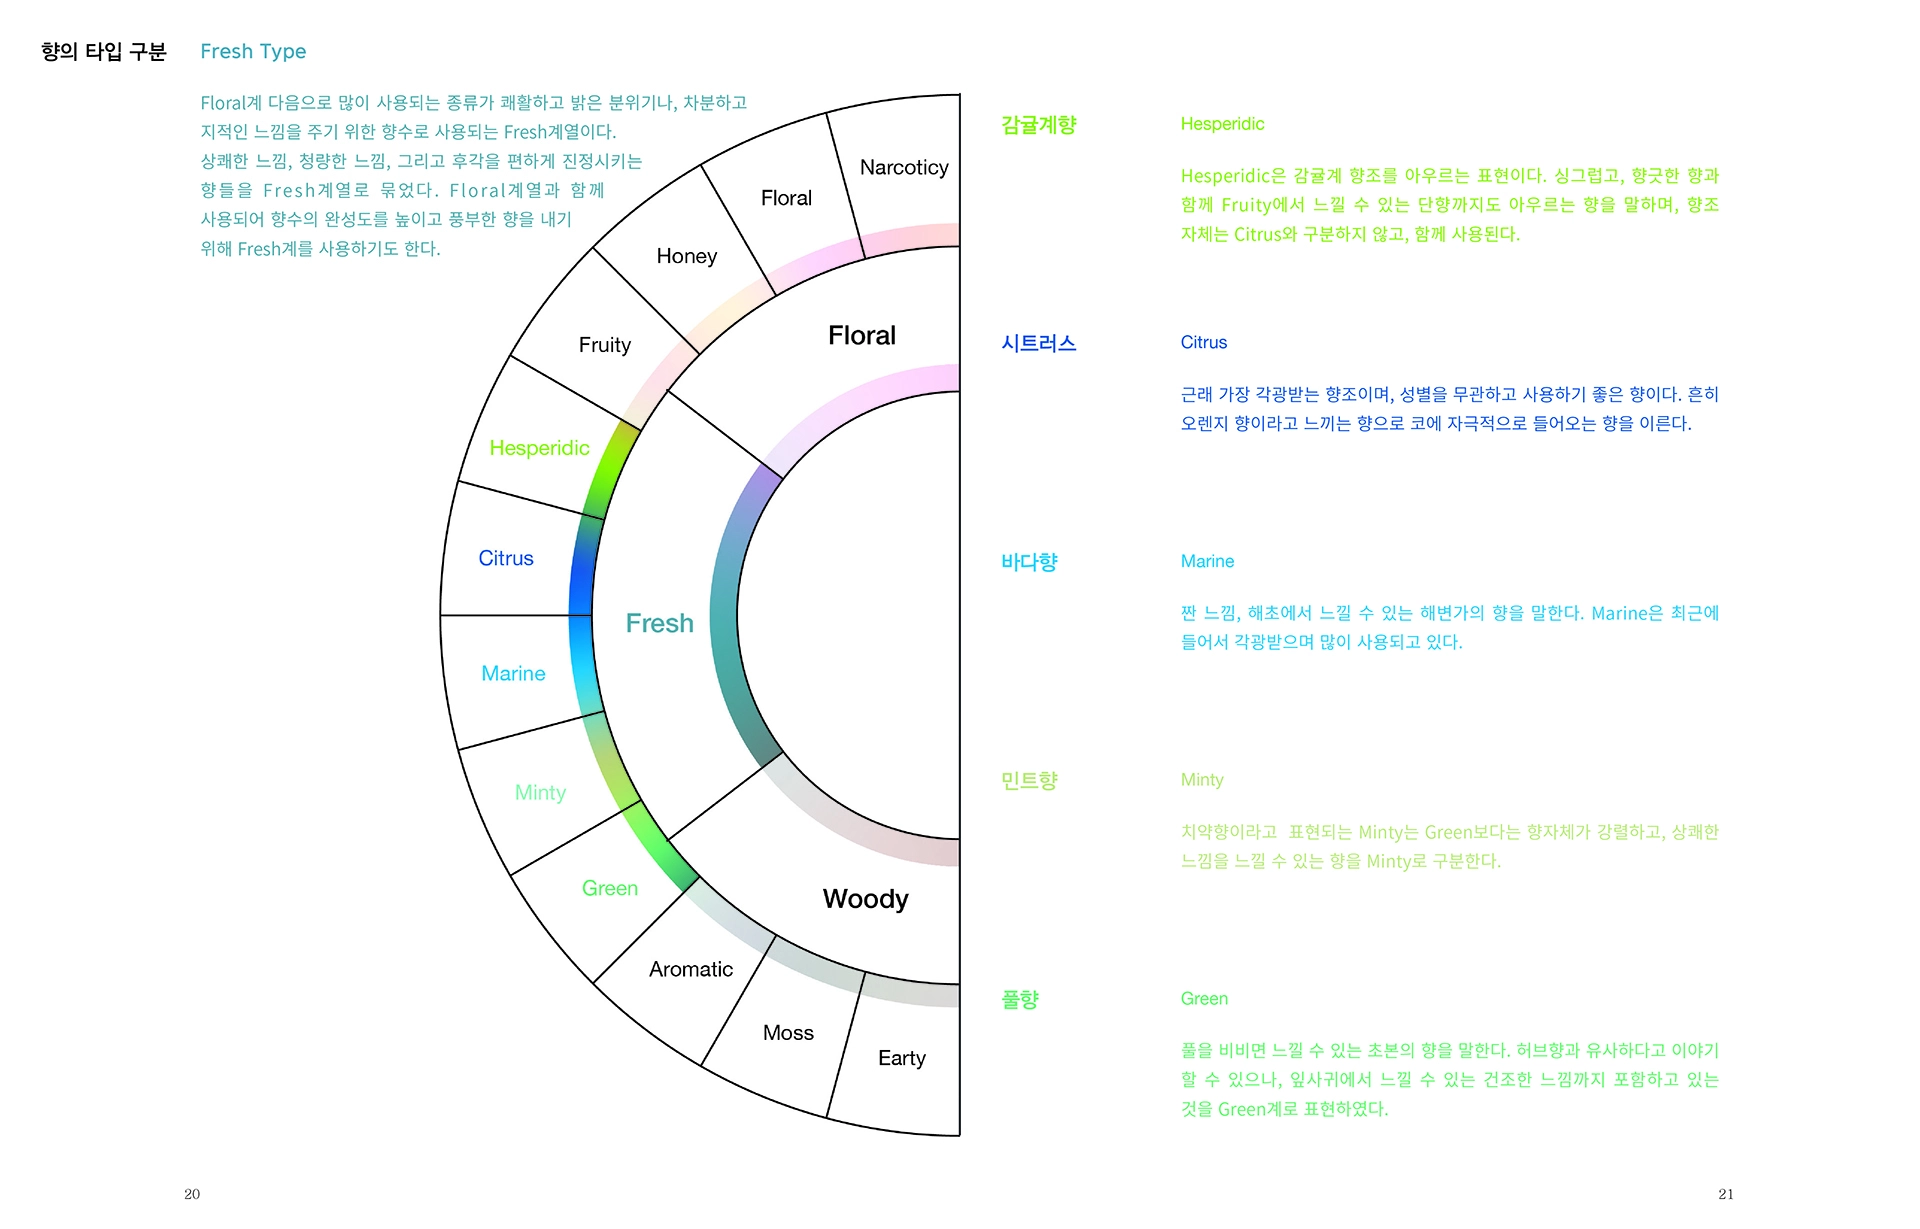 향의 타입 구분
Fresh Type
Floral계 다음으로 많이 사용되는 종류가 쾌활하고 밝은 분위기나, 차분하고
지적인 느낌을 주기 위한 향수로 사용되는 Fresh계열이다.
상쾌한 느낌, 청량한 느낌, 그리고 후각을 편하게 진정시키는
향들을 Fresh계열로 묶었다. Floral계열과 함께
사용되어 향수의 완성도를 높이고 풍부한 향을 내기
위해 Fresh계를 사용하기도 한다.
Narcoticy
Floral
Honey
Fruity
Hesperidic
Citrus
Marine
Minty
Green
Aromatic
Moss
Earty
Floral
Fresh
Woody
감귤계향
Hesperidic
Hesperidic은 감귤계 향조를 아우르는 표현이다. 싱그럽고, 향긋한 향과
함께 Fruity에서 느낄 수 있는 단향까지도 아우르는 향을 말하며, 향조
자체는 Citrus와 구분하지 않고, 함께 사용된다.
시트러스
Citrus
근래 가장 각광받는 향조이며, 성별을 무관하고 사용하기 좋은 향이다. 흔히
오렌지 향이라고 느끼는 향으로 코에 자극적으로 들어오는 향을 이른다.
바다향
Marine
짠 느낌, 해초에서 느낄 수 있는 해변가의 향을 말한다. Marine은 최근에
들어서 각광받으며 많이 사용되고 있다.
민트향
Minty
치약향이라고 표현되는 Minty는 Green보다는 향자체가 강렬하고, 상쾌한
느낌을 느낄 수 있는 향을 Minty로 구분한다.
풀향
Green
풀을 비비면 느낄 수 있는 초본의 향을 말한다. 허브향과 유사하다고 이야기
할 수 있으나, 잎사귀에서 느낄 수 있는 건조한 느낌까지 포함하고 있는
것을 Green계로 표현하였다.
20
21